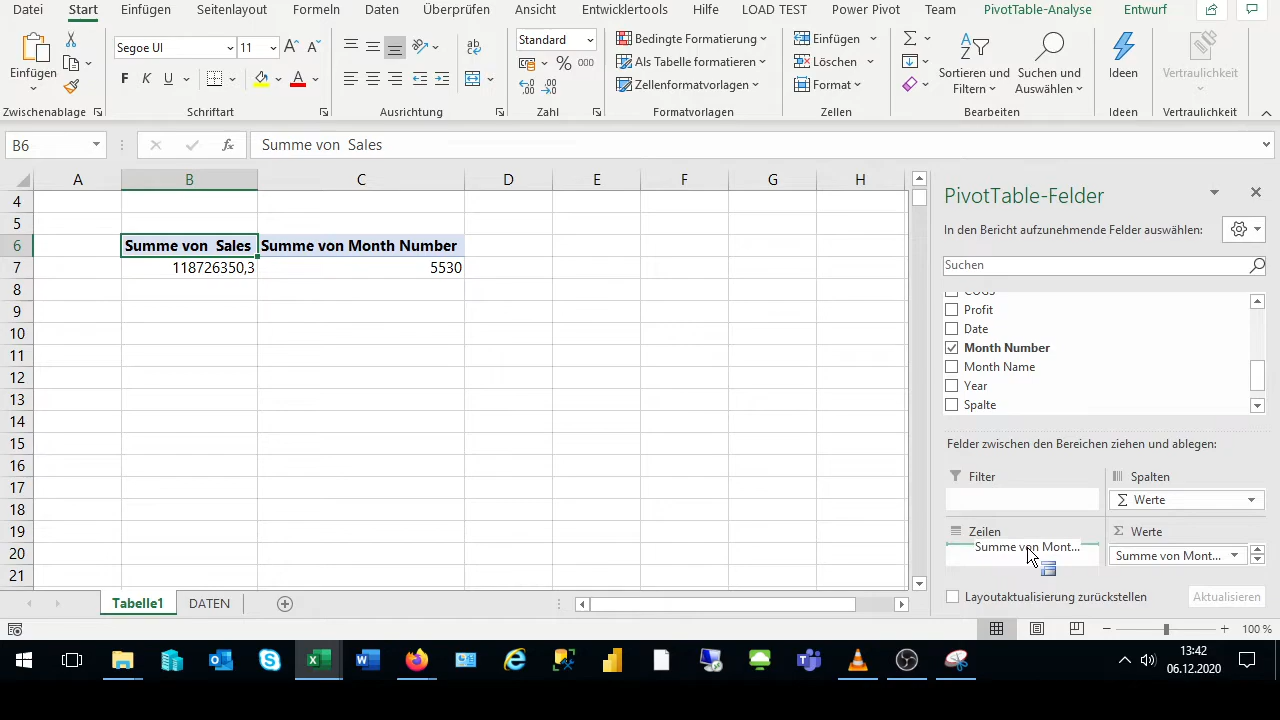 Datei Start Einfügen Seitenlayout Formeln Daten Überprüfen Ansicht Entwicklertools Hilfe LOAD TEST Power Pivot Team PivotTable-Analyse Entwurf
Segoe UI 11 Standard Bedingte Formatierung Einfügen
Als Tabelle formatieren Löschen
Einfügen Sortieren und Filtern Suchen und Auswählen Ideen Vertraulichkeit
F K U Zellenformatvorlagen Format
Zwischenablage Schriftart Ausrichtung Zahl Formatvorlagen Zellen Bearbeiten Ideen Vertraulichkeit
B6 Summe von  Sales
A B C D E F G H
4
5
6 Summe von  Sales Summe von Month Number
7 118726350,3 5530
8
9
10
11
12
13
14
15
16
17
18
19
20
21
PivotTable-Felder
In den Bericht aufzunehmende Felder auswählen:
Suchen
COGS
Profit
Date
Month Number
Month Name
Year
Spalte
Felder zwischen den Bereichen ziehen und ablegen:
Filter Spalten
Werte
Zeilen Werte
Summe von Mont... Summe von Mont...
Layoutaktualisierung zurückstellen Aktualisieren
Tabelle1 DATEN
100 %
13:42
06.12.2020